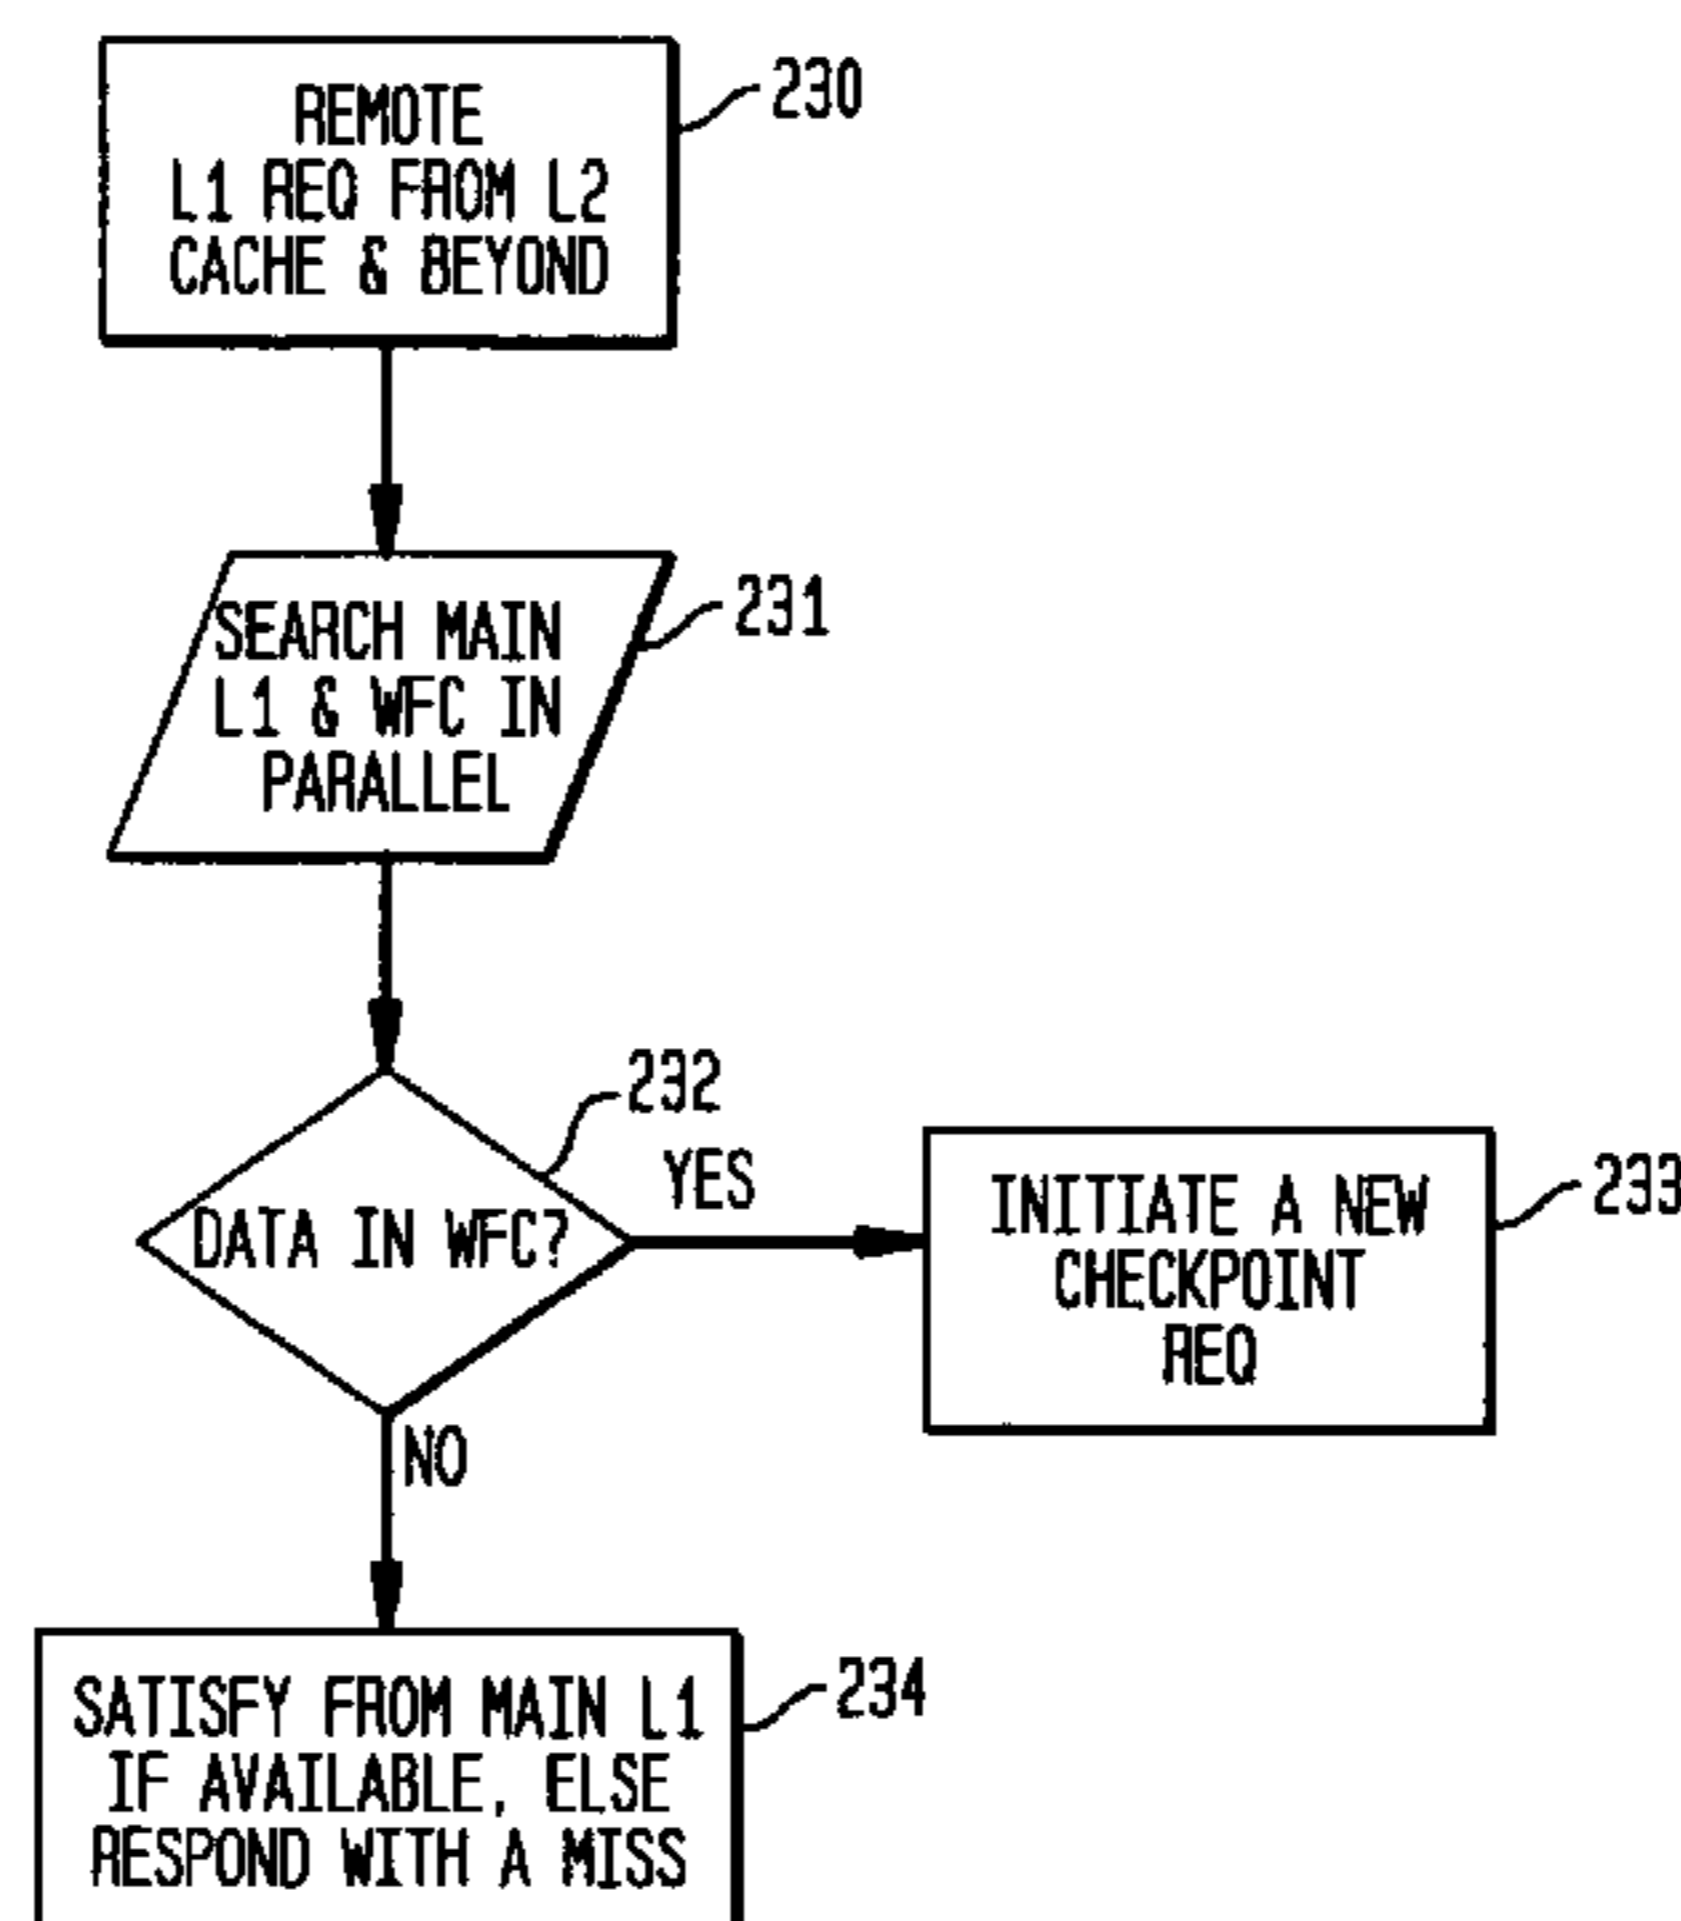 REMOTE
L1 REQ FROM L2
CACHE & BEYOND
230
SEARCH MAIN
L1 & WFC IN
PARALLEL
231
232
DATA IN WFC?
YES
INITIATE A NEW
CHECKPOINT
REQ
233
NO
SATISFY FROM MAIN L1
IF AVAILABLE, ELSE
RESPOND WITH A MISS
234